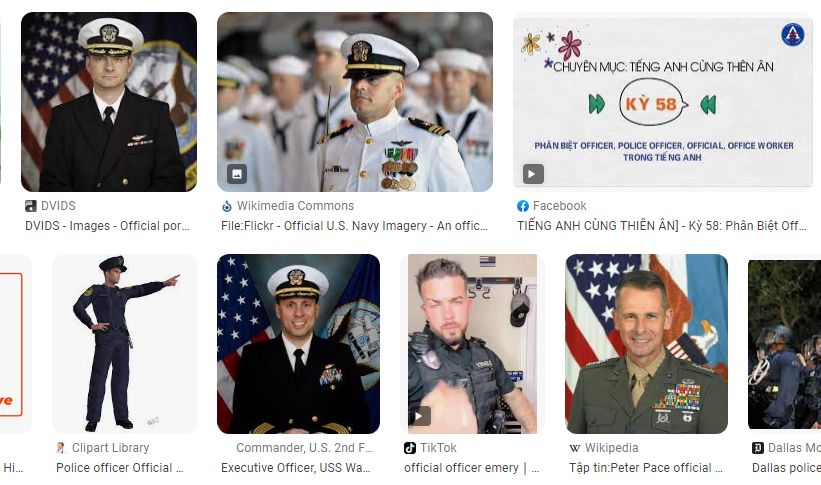 CHUYÊN MỤC: TIẾNG ANH CÙNG THIÊN ÂN
KỲ 58
PHÂN BIỆT OFFICER, POLICE OFFICER, OFFICIAL, OFFICE WORKER
TRONG TIẾNG ANH
DVIDS
DVIDS - Images - Official por...
Wikimedia Commons
File:Flickr - Official U.S. Navy Imagery - An offic...
Facebook
TIẾNG ANH CÙNG THIÊN ÂN] - Kỳ 58: Phân Biệt Off...
ve
Hi...
Clipart Library
Police officer Official ...
Commander, U.S. 2nd F...
Executive Officer, USS Wa...
TikTok
official officer emery | ...
W Wikipedia
Tập tin:Peter Pace official ...
Dallas Mo
Dallas police